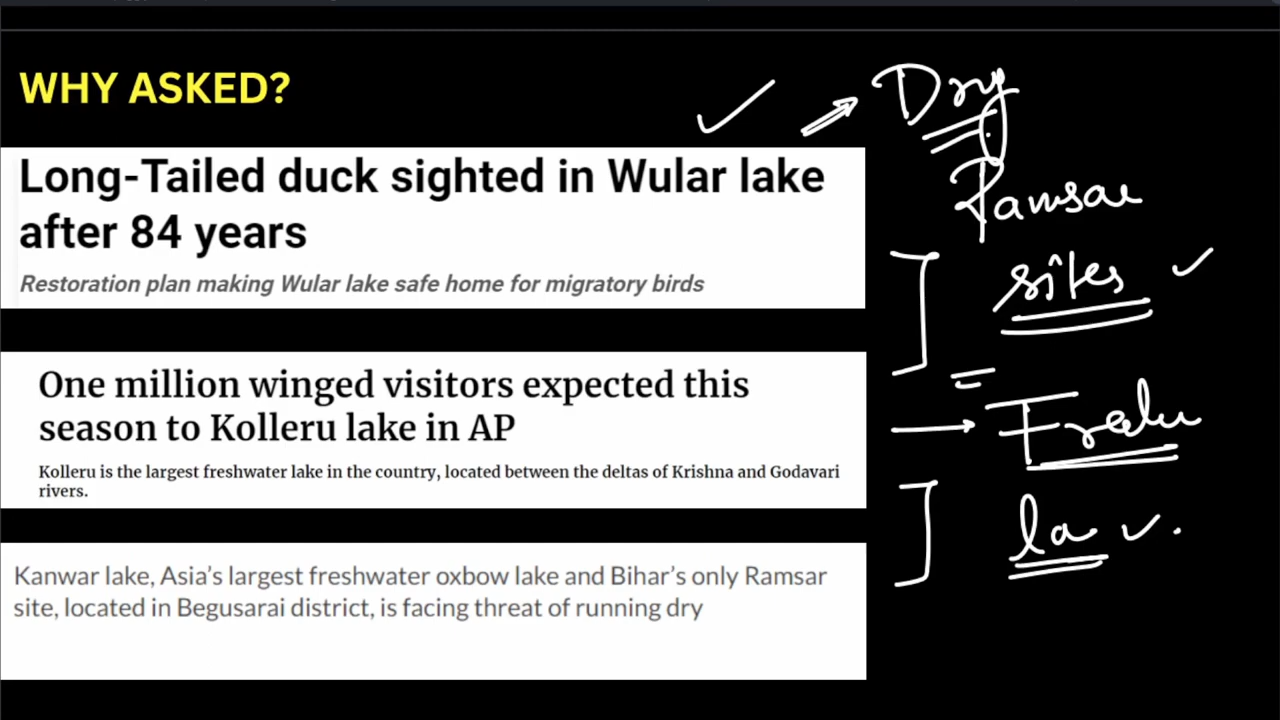 WHY ASKED?
Dry
Ramsar
sites
Long-Tailed duck sighted in Wular lake
after 84 years
Restoration plan making Wular lake safe home for migratory birds
One million winged visitors expected this
season to Kolleru lake in AP
Kolleru is the largest freshwater lake in the country, located between the deltas of Krishna and Godavari
rivers.
la
Kanwar lake, Asia's largest freshwater oxbow lake and Bihar's only Ramsar
site, located in Begusarai district, is facing threat of running dry